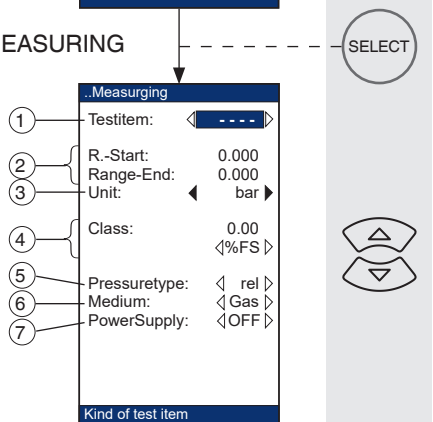 EASURING
SELECT
..Measurging
1 Testitem: - - - -
2 R.-Start: 0.000
Range-End: 0.000
3 Unit: bar
4 Class: 0.00
%FS
5 Pressuretype: rel
6 Medium: Gas
7 PowerSupply: OFF
Kind of test item